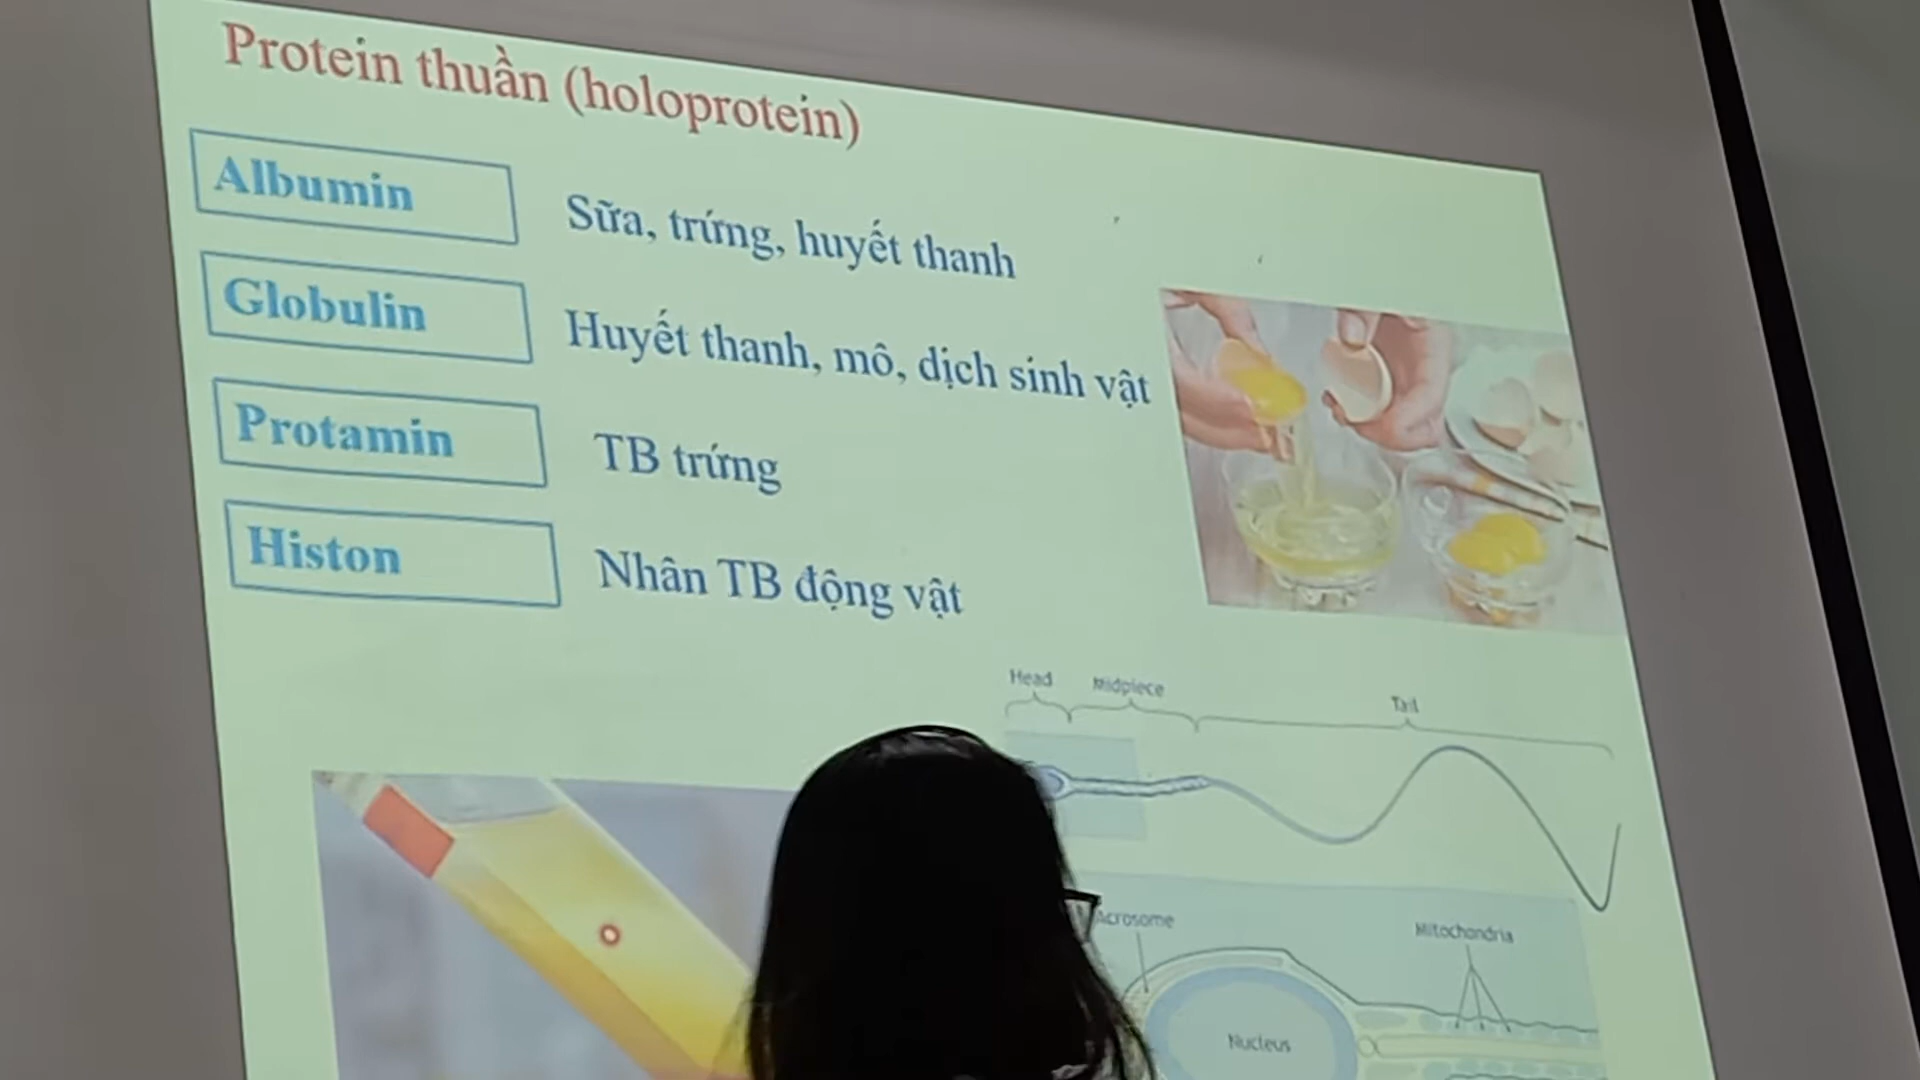 Protein thuần (holoprotein)
Albumin
Sữa, trứng, huyết thanh
Globulin
Huyết thanh, mô, dịch sinh vật
Protamin
TB trứng
Histon
Nhân TB động vật
Head
Midpiece
Tail
Acrosome
Mitochondria
Nucleus